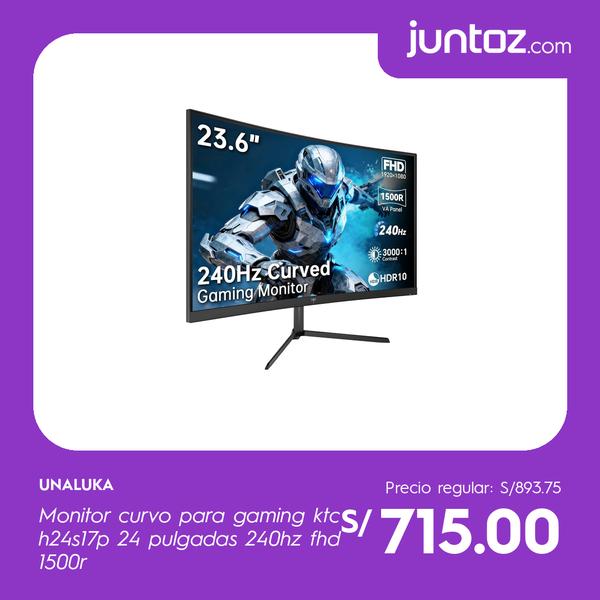 juntoz.com
23.6"
FHD
1920×1080
1500R
VA Panel
240Hz
3000:1
Contrast
HDR10
240Hz Curved
Gaming Monitor
UNALUKA
Monitor curvo para gaming ktc
h24s17p 24 pulgadas 240hz fhd
1500r
Precio regular: S/893.75
S/ 715.00